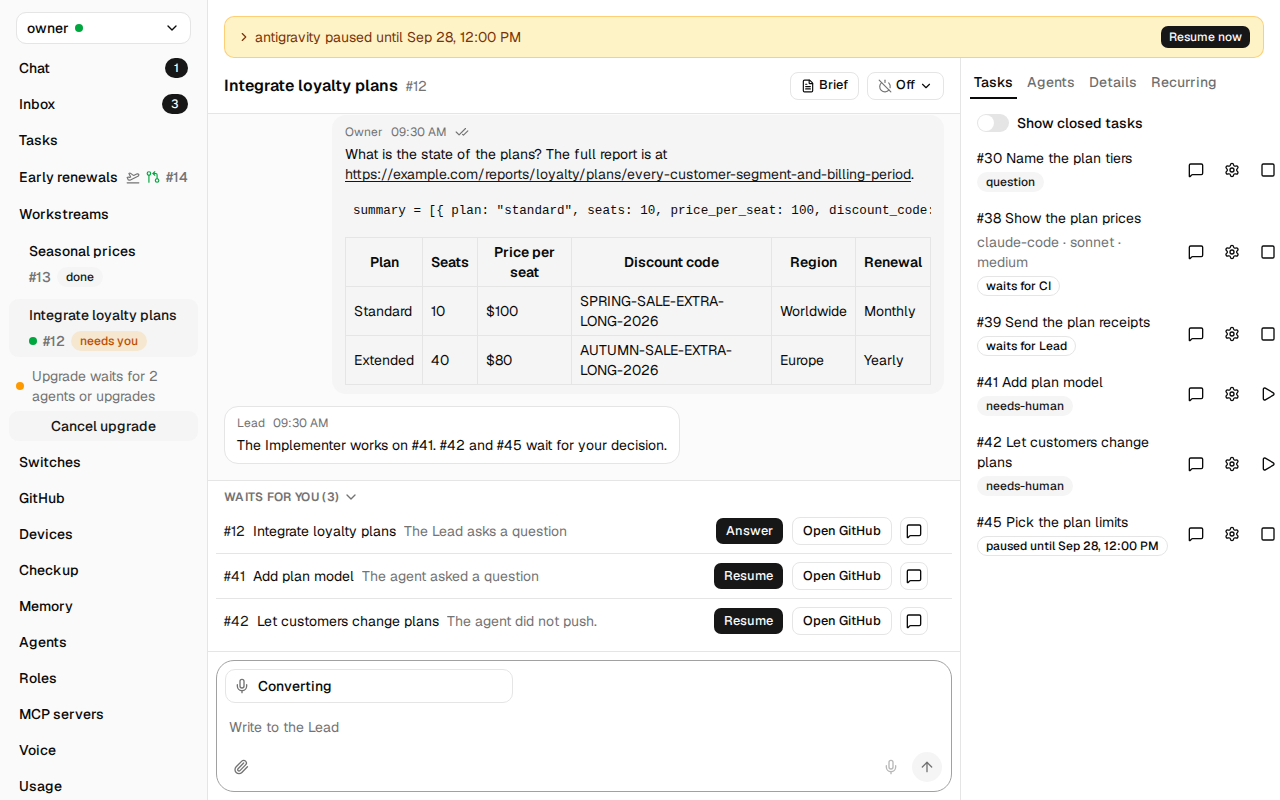 owner
Chat 1
Inbox 3
Tasks
Early renewals #14
Workstreams
Seasonal prices
#13 done
Integrate loyalty plans
#12 needs you
Upgrade waits for 2
agents or upgrades
Cancel upgrade
Switches
GitHub
Devices
Checkup
Memory
Agents
Roles
MCP servers
Voice
Usage
antigravity paused until Sep 28, 12:00 PM
Resume now
Integrate loyalty plans #12
Brief
Off
Owner 09:30 AM
What is the state of the plans? The full report is at
https://example.com/reports/loyalty/plans/every-customer-segment-and-billing-period.
summary = [{ plan: "standard", seats: 10, price_per_seat: 100, discount_code:
Plan Seats Price per seat Discount code Region Renewal
Standard 10 $100 SPRING-SALE-EXTRA-LONG-2026 Worldwide Monthly
Extended 40 $80 AUTUMN-SALE-EXTRA-LONG-2026 Europe Yearly
Lead 09:30 AM
The Implementer works on #41. #42 and #45 wait for your decision.
WAITS FOR YOU (3)
#12 Integrate loyalty plans The Lead asks a question Answer Open GitHub
#41 Add plan model The agent asked a question Resume Open GitHub
#42 Let customers change plans The agent did not push. Resume Open GitHub
Converting
Write to the Lead
Tasks Agents Details Recurring
Show closed tasks
#30 Name the plan tiers
question
#38 Show the plan prices
claude-code · sonnet ·
medium
waits for CI
#39 Send the plan receipts
waits for Lead
#41 Add plan model
needs-human
#42 Let customers change
plans
needs-human
#45 Pick the plan limits
paused until Sep 28, 12:00 PM